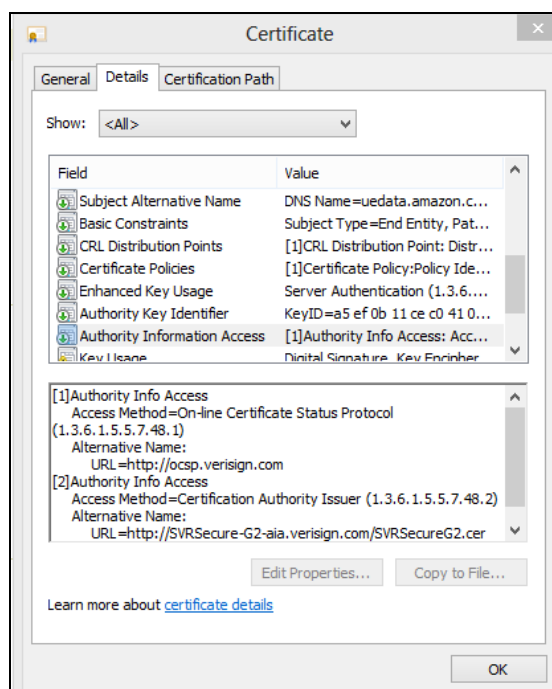 Certificate
General Details Certification Path
Show: <All>
Field Value
Subject Alternative Name DNS Name=uedata.amazon.c...
Basic Constraints Subject Type=End Entity, Pat...
CRL Distribution Points [1]CRL Distribution Point: Distr...
Certificate Policies [1]Certificate Policy:Policy Ide...
Enhanced Key Usage Server Authentication (1.3.6....
Authority Key Identifier KeyID=a5 ef 0b 11 ce c0 41 0...
Authority Information Access [1]Authority Info Access: Acc...
Key Usage Digital Signature, Key Encipher
[1]Authority Info Access
Access Method=On-line Certificate Status Protocol
(1.3.6.1.5.5.7.48.1)
Alternative Name:
URL=http://ocsp.verisign.com
[2]Authority Info Access
Access Method=Certification Authority Issuer (1.3.6.1.5.5.7.48.2)
Alternative Name:
URL=http://SVRSecure-G2-aia.verisign.com/SVRSecureG2.cer
Edit Properties... Copy to File...
Learn more about certificate details
OK